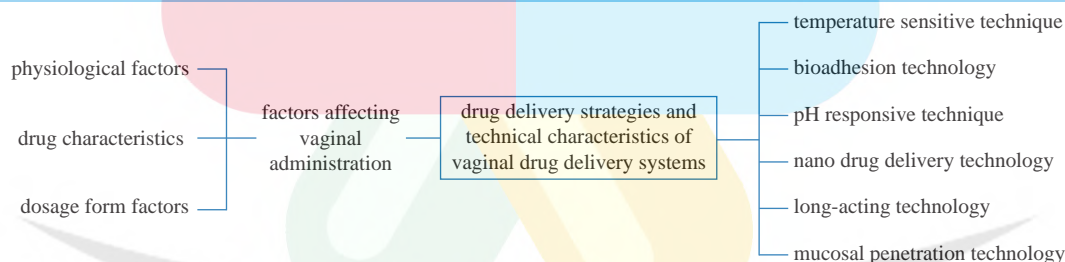 physiological factors
drug characteristics
dosage form factors
factors affecting
vaginal
administration
drug delivery strategies and
technical characteristics of
vaginal drug delivery systems
temperature sensitive technique
bioadhesion technology
pH responsive technique
nano drug delivery technology
long-acting technology
mucosal penetration technology